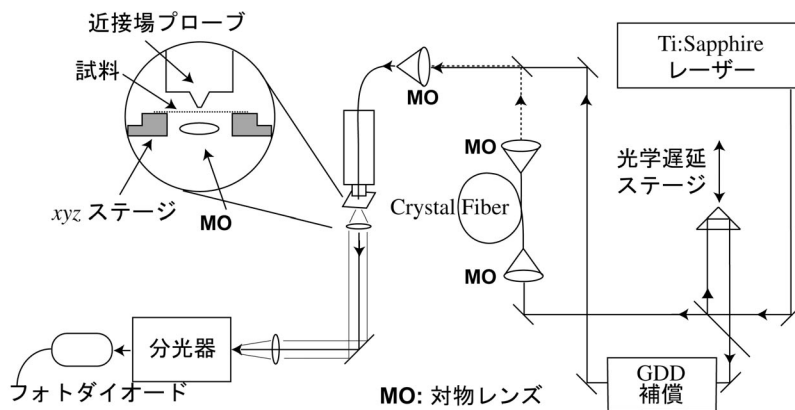 近接場プローブ
試料
xyz ステージ
MO
MO
MO
Crystal Fiber
MO
Ti:Sapphire
レーザー
光学遅延
ステージ
分光器
フォトダイオード
MO: 対物レンズ
GDD
補償